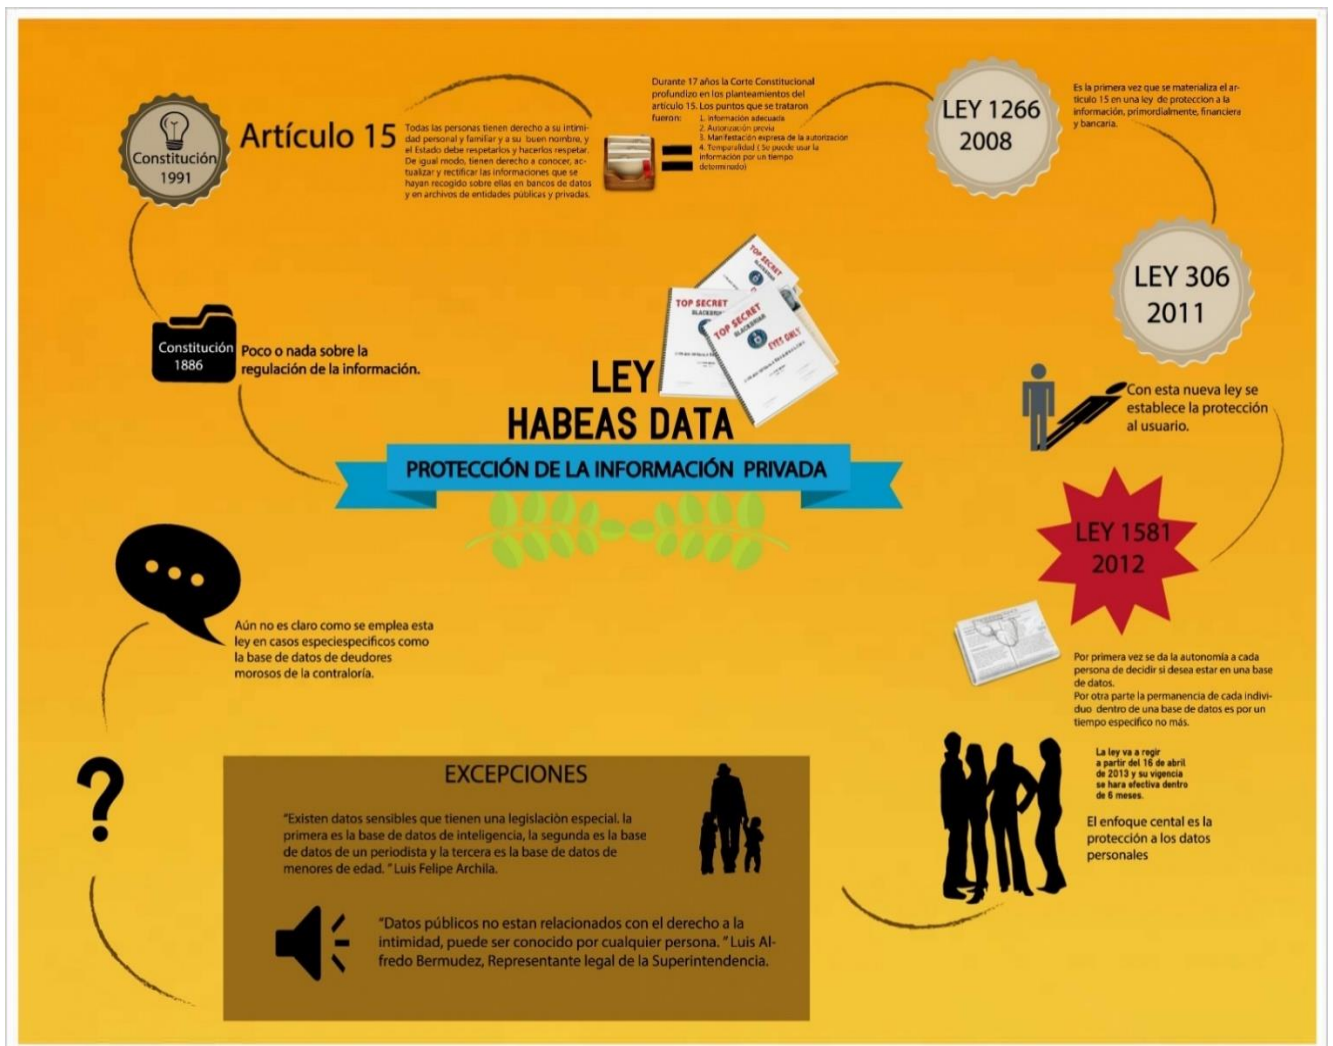 LEY
HABEAS DATA
PROTECCIÓN DE LA INFORMACIÓN PRIVADA
TOP SECRET
TOP SECRET
BLACKBRIAR
TOP SECRET
BLACKBRIAR
EYES ONLY
Constitución
1886
Poco o nada sobre la
regulación de la información.
Constitución
1991
Artículo 15
Todas las personas tienen derecho a su intimi-
dad personal y familiar y a su buen nombre, y
el Estado debe respetarlos y hacerlos respetar.
De igual modo, tienen derecho a conocer, ac-
tualizar y rectificar las informaciones que se
hayan recogido sobre ellas en bancos de datos
y en archivos de entidades públicas y privadas.
=
Durante 17 años la Corte Constitucional
profundizo en los planteamientos del
articulo 15. Los puntos que se trataron
fueron:
1. Información adecuada
2. Autorización previa
3. Manifestación expresa de la autorización
4. Temporalidad ( Se puede usar la
información por un tiempo
determinado)
LEY 1266
2008
Es la primera vez que se materializa el ar-
ticulo 15 en una ley de proteccion a la
información, primordialmente, financiera
y bancaria.
LEY 306
2011
Con esta nueva ley se
establece la protección
al usuario.
LEY 1581
2012
Por primera vez se da la autonomía a cada
persona de decidir si desea estar en una base
de datos.
Por otra parte la permanencia de cada indivi-
duo dentro de una base de datos es por un
tiempo especifico no más.
La ley va a regir
a partir del 16 de abril
de 2013 y su vigencia
se hara efectiva dentro
de 6 meses.
El enfoque cental es la
protección a los datos
personales
EXCEPCIONES
"Existen datos sensibles que tienen una legislación especial, la
primera es la base de datos de inteligencia, la segunda es la base
de datos de un periodista y la tercera es la base de datos de
menores de edad. " Luis Felipe Archila.
"Datos públicos no estan relacionados con el derecho a la
intimidad, puede ser conocido por cualquier persona. " Luis Al-
fredo Bermudez, Representante legal de la Superintendencia.
?
Aún no es claro como se emplea esta
ley en casos especiespecificos como
la base de datos de deudores
morosos de la contraloría.